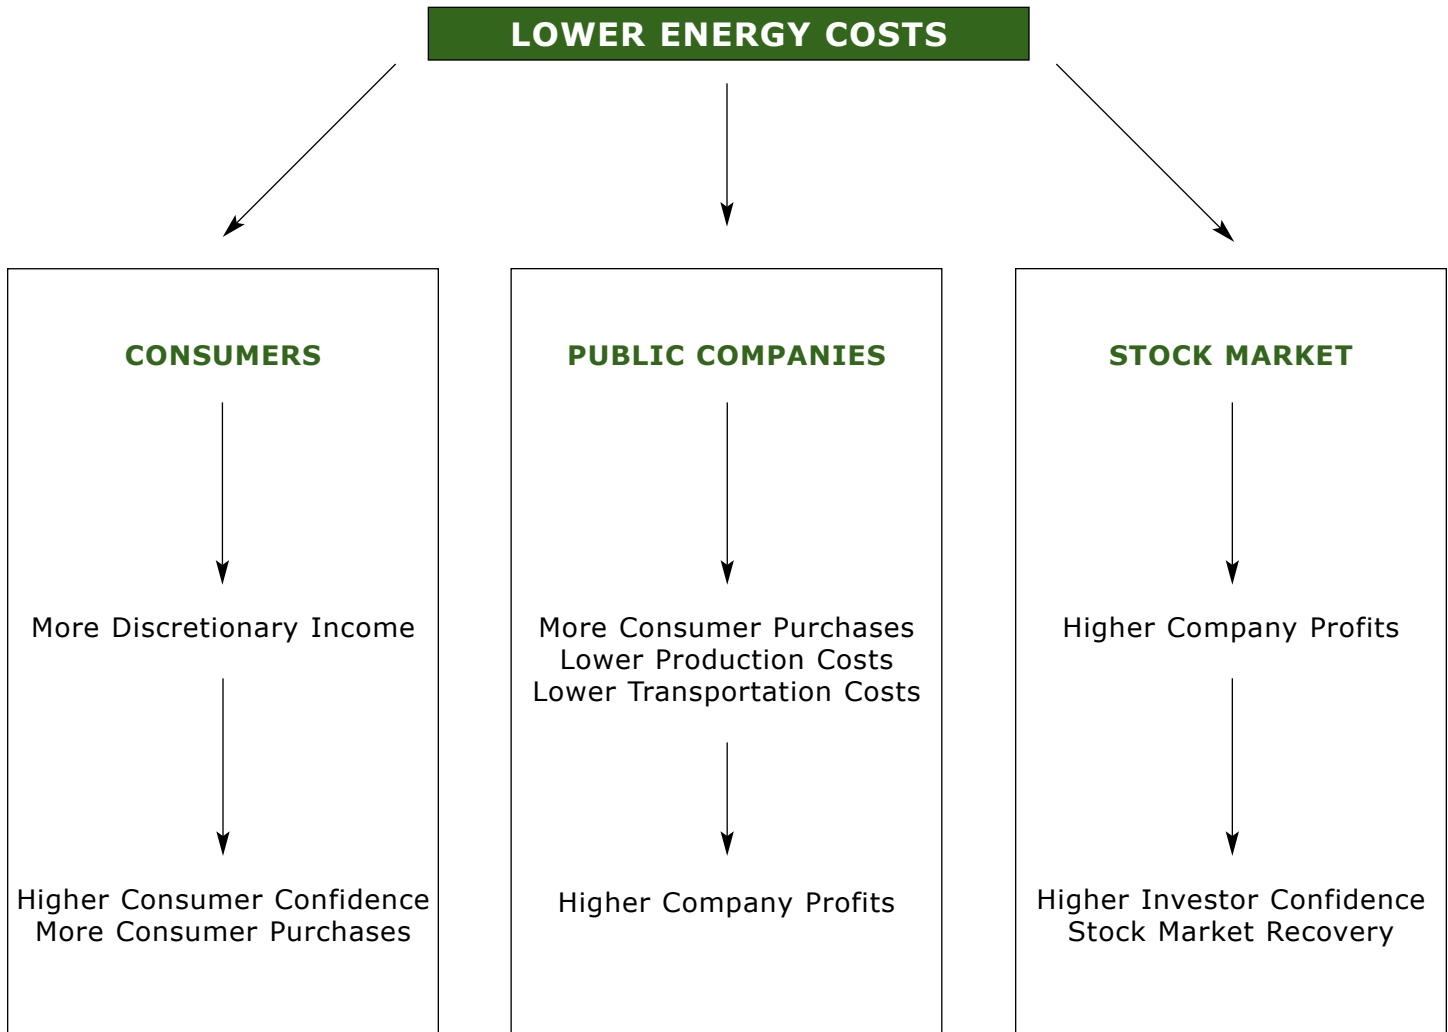 LOWER ENERGY COSTS
CONSUMERS
More Discretionary Income
Higher Consumer Confidence
More Consumer Purchases
PUBLIC COMPANIES
More Consumer Purchases
Lower Production Costs
Lower Transportation Costs
Higher Company Profits
STOCK MARKET
Higher Company Profits
Higher Investor Confidence
Stock Market Recovery